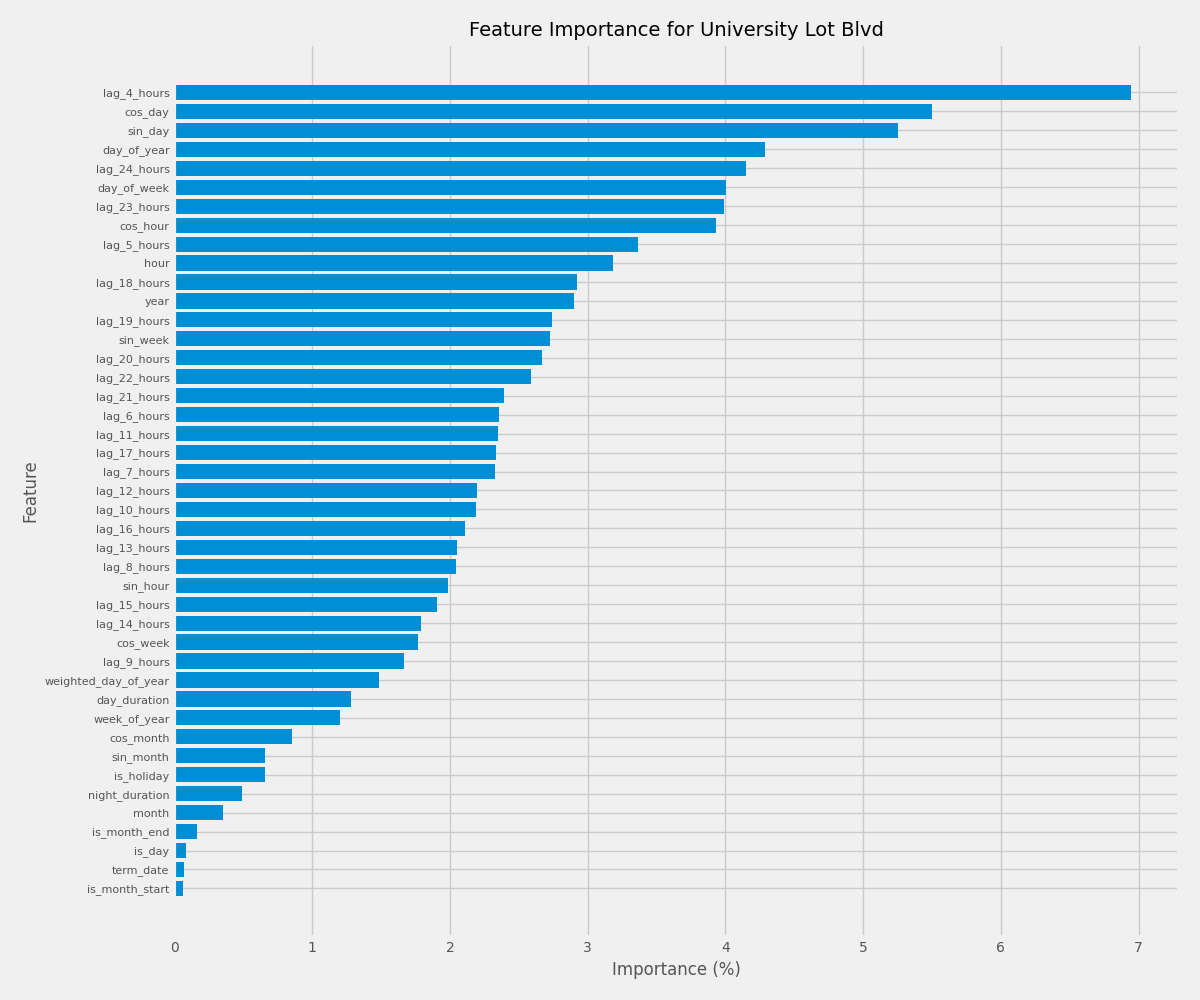 Feature Importance for University Lot Blvd
lag_4_hours
cos_day
sin_day
day_of_year
lag_24_hours
day_of_week
lag_23_hours
cos_hour
lag_5_hours
hour
lag_18_hours
year
lag_19_hours
sin_week
lag_20_hours
lag_22_hours
lag_21_hours
lag_6_hours
lag_11_hours
lag_17_hours
lag_7_hours
lag_12_hours
lag_10_hours
lag_16_hours
lag_13_hours
lag_8_hours
sin_hour
lag_15_hours
lag_14_hours
cos_week
lag_9_hours
weighted_day_of_year
day_duration
week_of_year
cos_month
sin_month
is_holiday
night_duration
month
is_month_end
is_day
term_date
is_month_start
Feature
0 1 2 3 4 5 6 7
Importance (%)